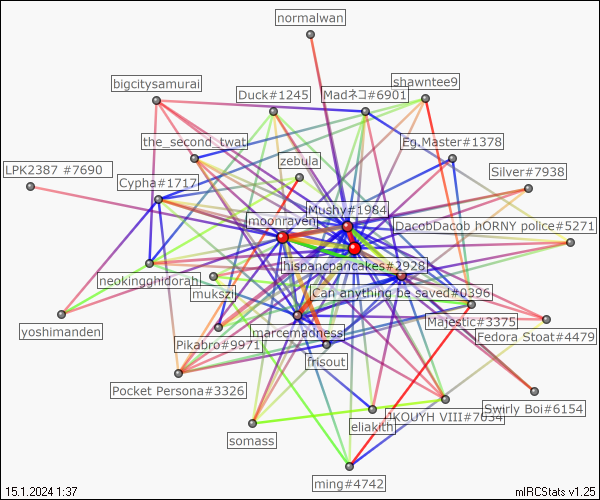 normalwan
bigcitysamurai
Duck#1245
Madネコ#6901
shawntee9
the_second_twat
zebula
Eg.Master#1378
LPK2387 #7690
Cypha#1717
Silver#7938
moonraven
Mushy#1984
DacobDacob hORNY police#5271
neokingghidorah
hispancpancakes#2928
mukszi
Can anything be saved#0396
yoshimanden
Pikabro#9971
marcemadness
Majestic#3375
Fedora Stoat#4479
frisout
Pocket Persona#3326
somass
eliakith
KOUYH VIII#7634
Swirly Boi#6154
ming#4742
15.1.2024 1:37
mIRCStats v1.25